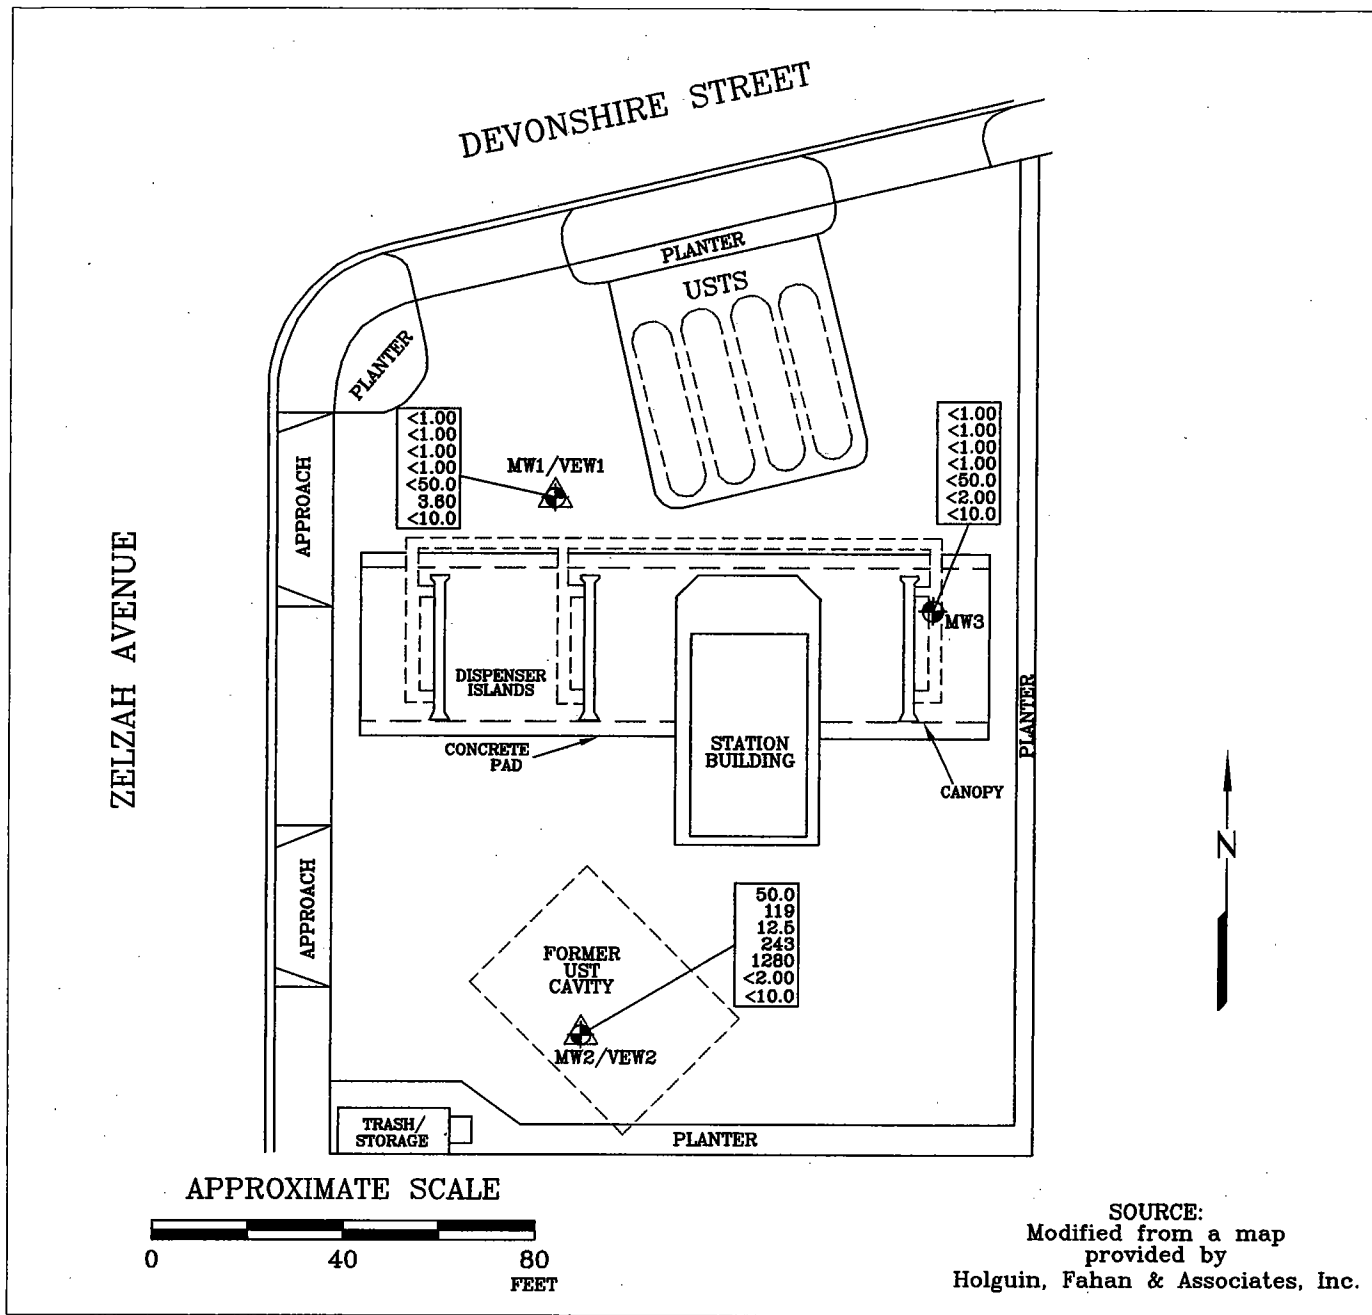 DEVONSHIRE STREET
PLANTER
USTS
PLANTER
<1.00
<1.00
<1.00
<1.00
<50.0
3.60
<10.0
MW1/VEW1
<1.00
<1.00
<1.00
<1.00
<50.0
<2.00
<10.0
APPROACH
ZELZAH AVENUE
MW3
DISPENSER
ISLANDS
PLANTER
CONCRETE
PAD
STATION
BUILDING
CANOPY
N
APPROACH
50.0
119
12.5
243
1280
<2.00
<10.0
FORMER
UST
CAVITY
MW2/VEW2
TRASH/
STORAGE
PLANTER
APPROXIMATE SCALE
0 40 80
FEET
SOURCE:
Modified from a map
provided by
Holguin, Fahan & Associates, Inc.